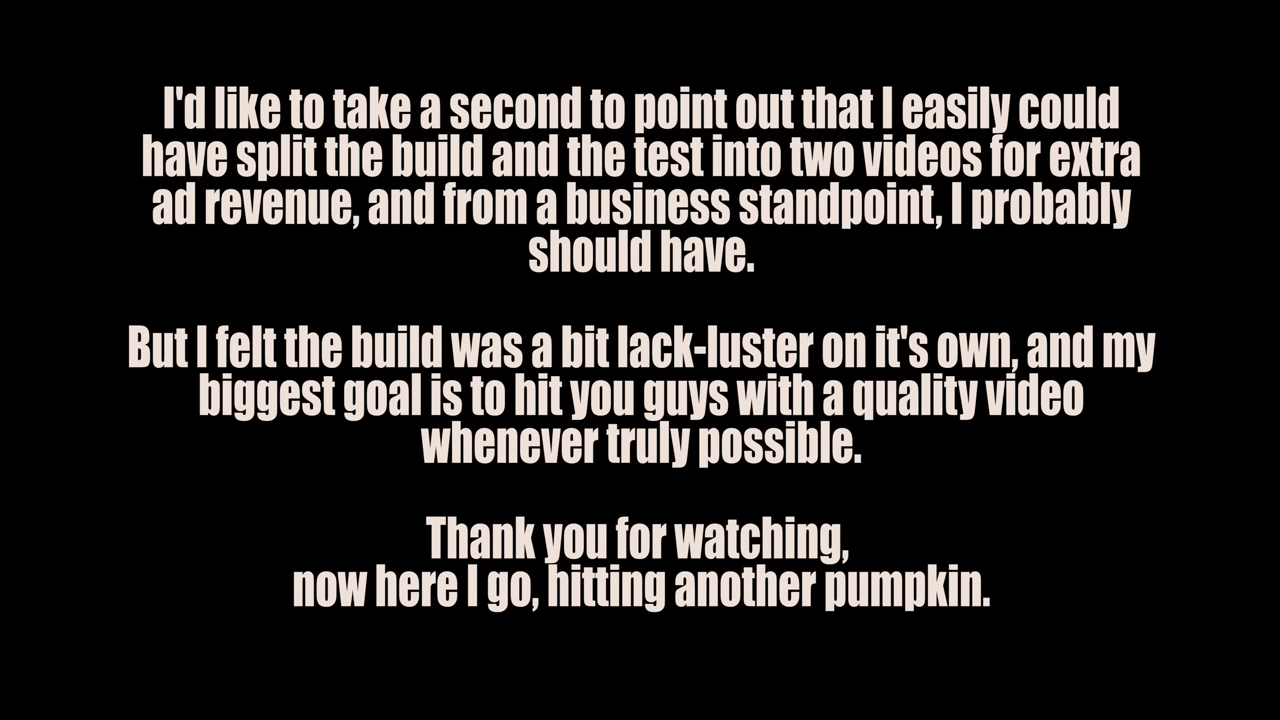 I'd like to take a second to point out that I easily could
have split the build and the test into two videos for extra
ad revenue, and from a business standpoint, I probably
should have.
But I felt the build was a bit lack-luster on it's own, and my
biggest goal is to hit you guys with a quality video
whenever truly possible.
Thank you for watching,
now here I go, hitting another pumpkin.